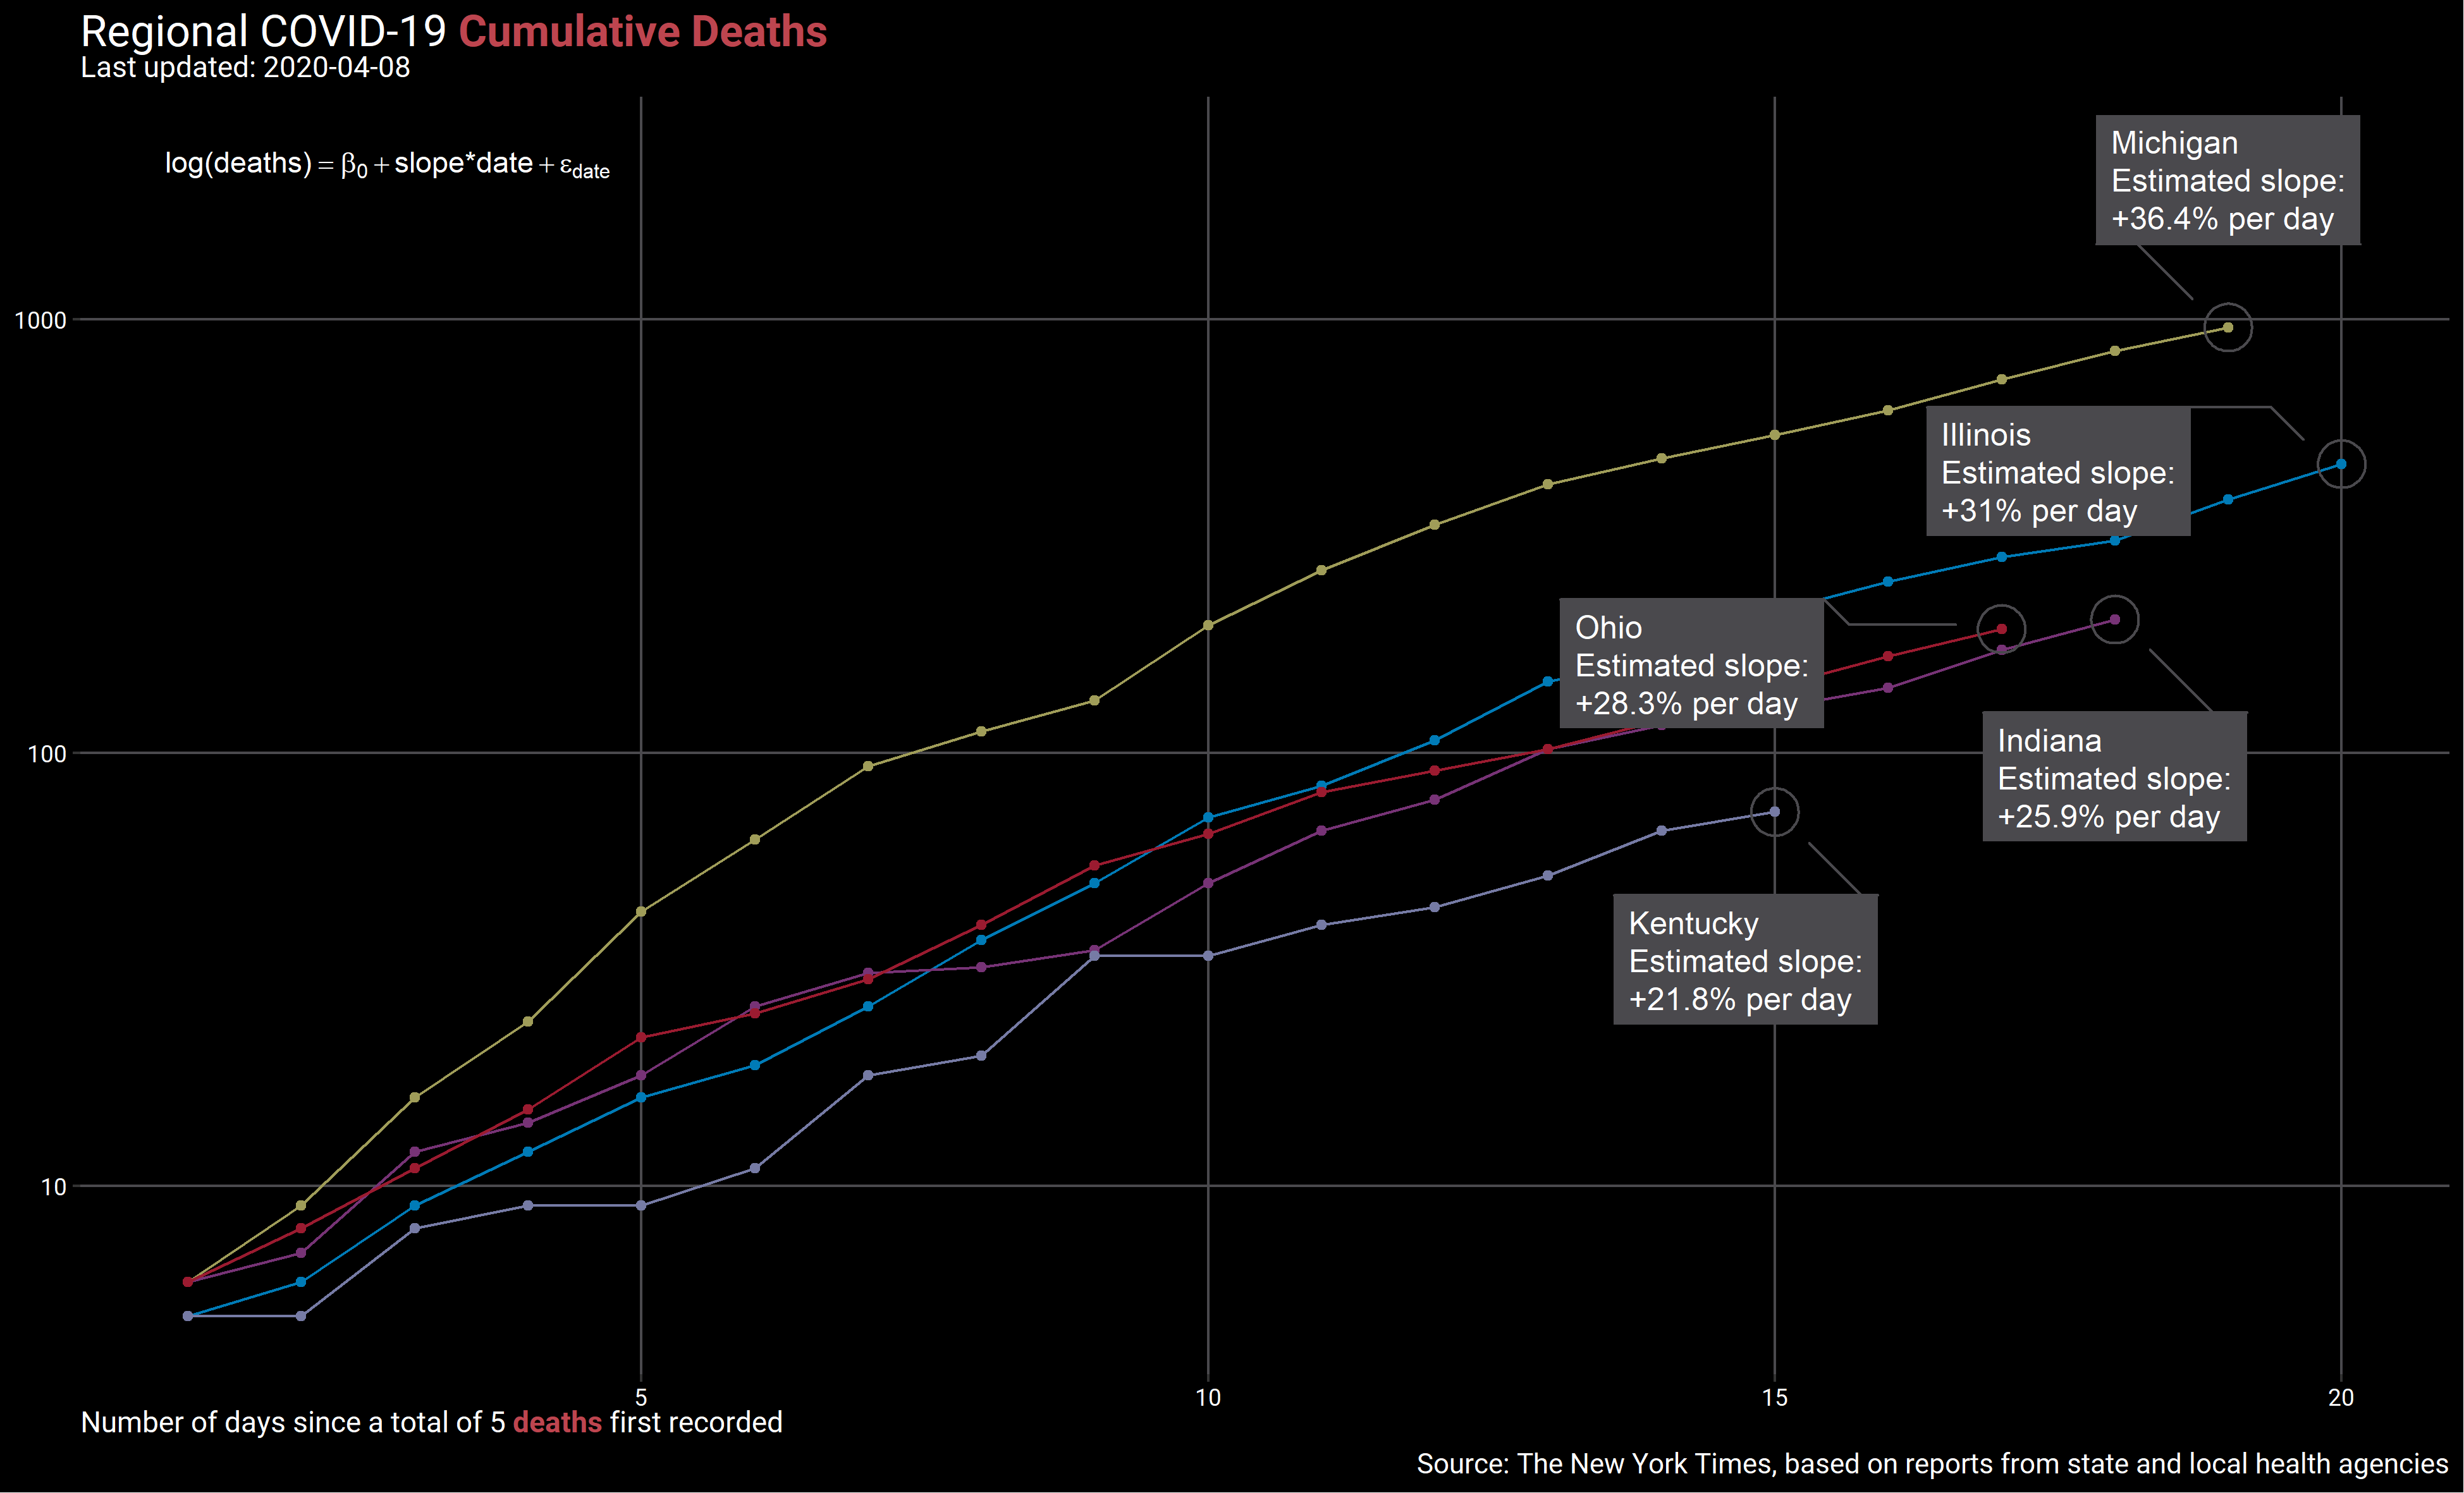 Regional COVID-19 Cumulative Deaths
Last updated: 2020-04-08
log(deaths) = β0 + slope*date + εdate
Michigan
Estimated slope:
+36.4% per day
1000
Illinois
Estimated slope:
+31% per day
Ohio
Estimated slope:
+28.3% per day
Indiana
Estimated slope:
+25.9% per day
100
Kentucky
Estimated slope:
+21.8% per day
10
5 10 15 20
Number of days since a total of 5 deaths first recorded
Source: The New York Times, based on reports from state and local health agencies